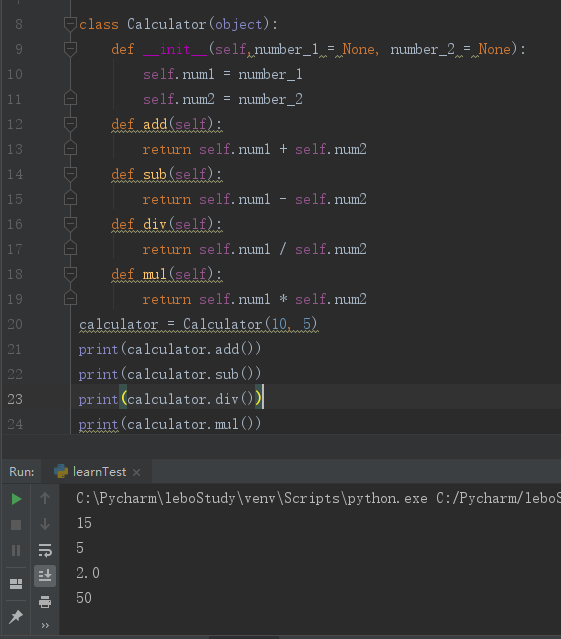 8 class Calculator(object):
9 def __init__(self,number_1 = None, number_2 = None):
10 self.num1 = number_1
11 self.num2 = number_2
12 def add(self):
13 return self.num1 + self.num2
14 def sub(self):
15 return self.num1 - self.num2
16 def div(self):
17 return self.num1 / self.num2
18 def mul(self):
19 return self.num1 * self.num2
20 calculator = Calculator(10, 5)
21 print(calculator.add())
22 print(calculator.sub())
23 print(calculator.div())
24 print(calculator.mul())
Run: learnTest ×
C:\Pycharm\leboStudy\venv\Scripts\python.exe C:/Pycharm/leboS
15
5
2.0
50